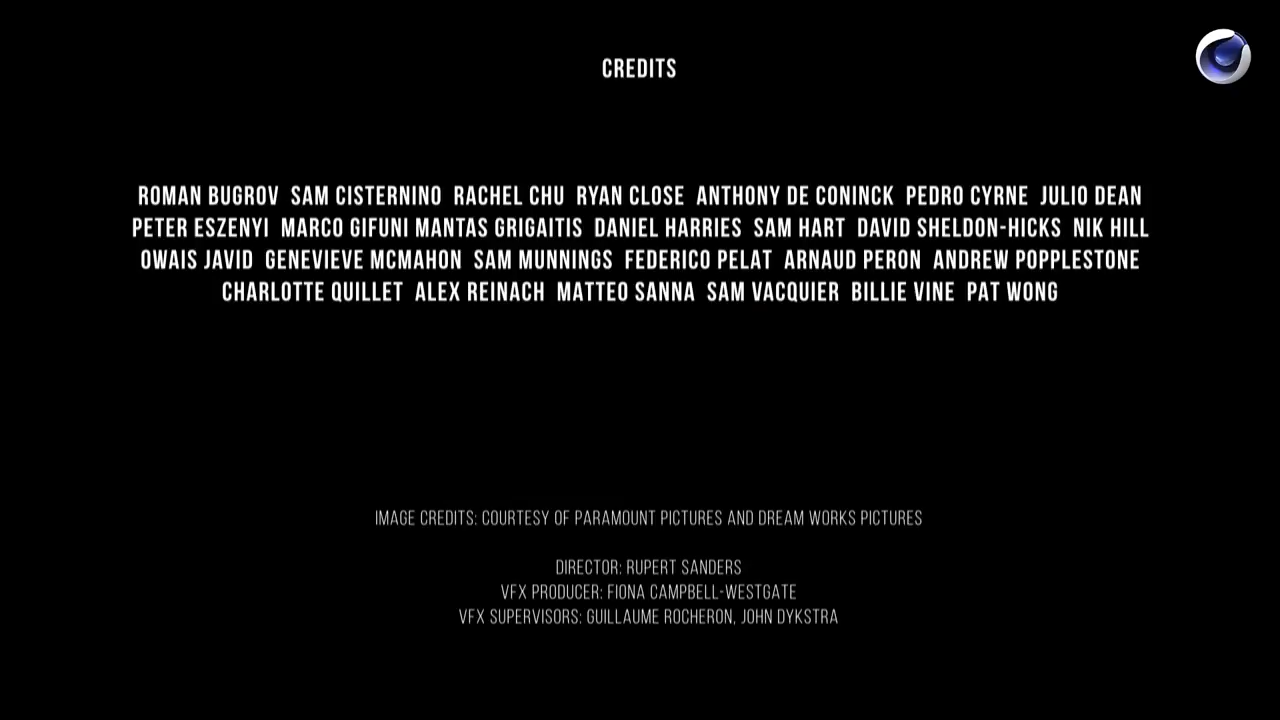 CREDITS
ROMAN BUGROV SAM CISTERNINO RACHEL CHU RYAN CLOSE ANTHONY DE CONINCK PEDRO CYRNE JULIO DEAN
PETER ESZENYI MARCO GIFUNI MANTAS GRIGAITIS DANIEL HARRIES SAM HART DAVID SHELDON-HICKS NIK HILL
OWAIS JAVID GENEVIEVE MCMAHON SAM MUNNINGS FEDERICO PELAT ARNAUD PERON ANDREW POPPLESTONE
CHARLOTTE QUILLET ALEX REINACH MATTEO SANNA SAM VACQUIER BILLIE VINE PAT WONG
IMAGE CREDITS: COURTESY OF PARAMOUNT PICTURES AND DREAM WORKS PICTURES
DIRECTOR: RUPERT SANDERS
VFX PRODUCER: FIONA CAMPBELL-WESTGATE
VFX SUPERVISORS: GUILLAUME ROCHERON, JOHN DYKSTRA